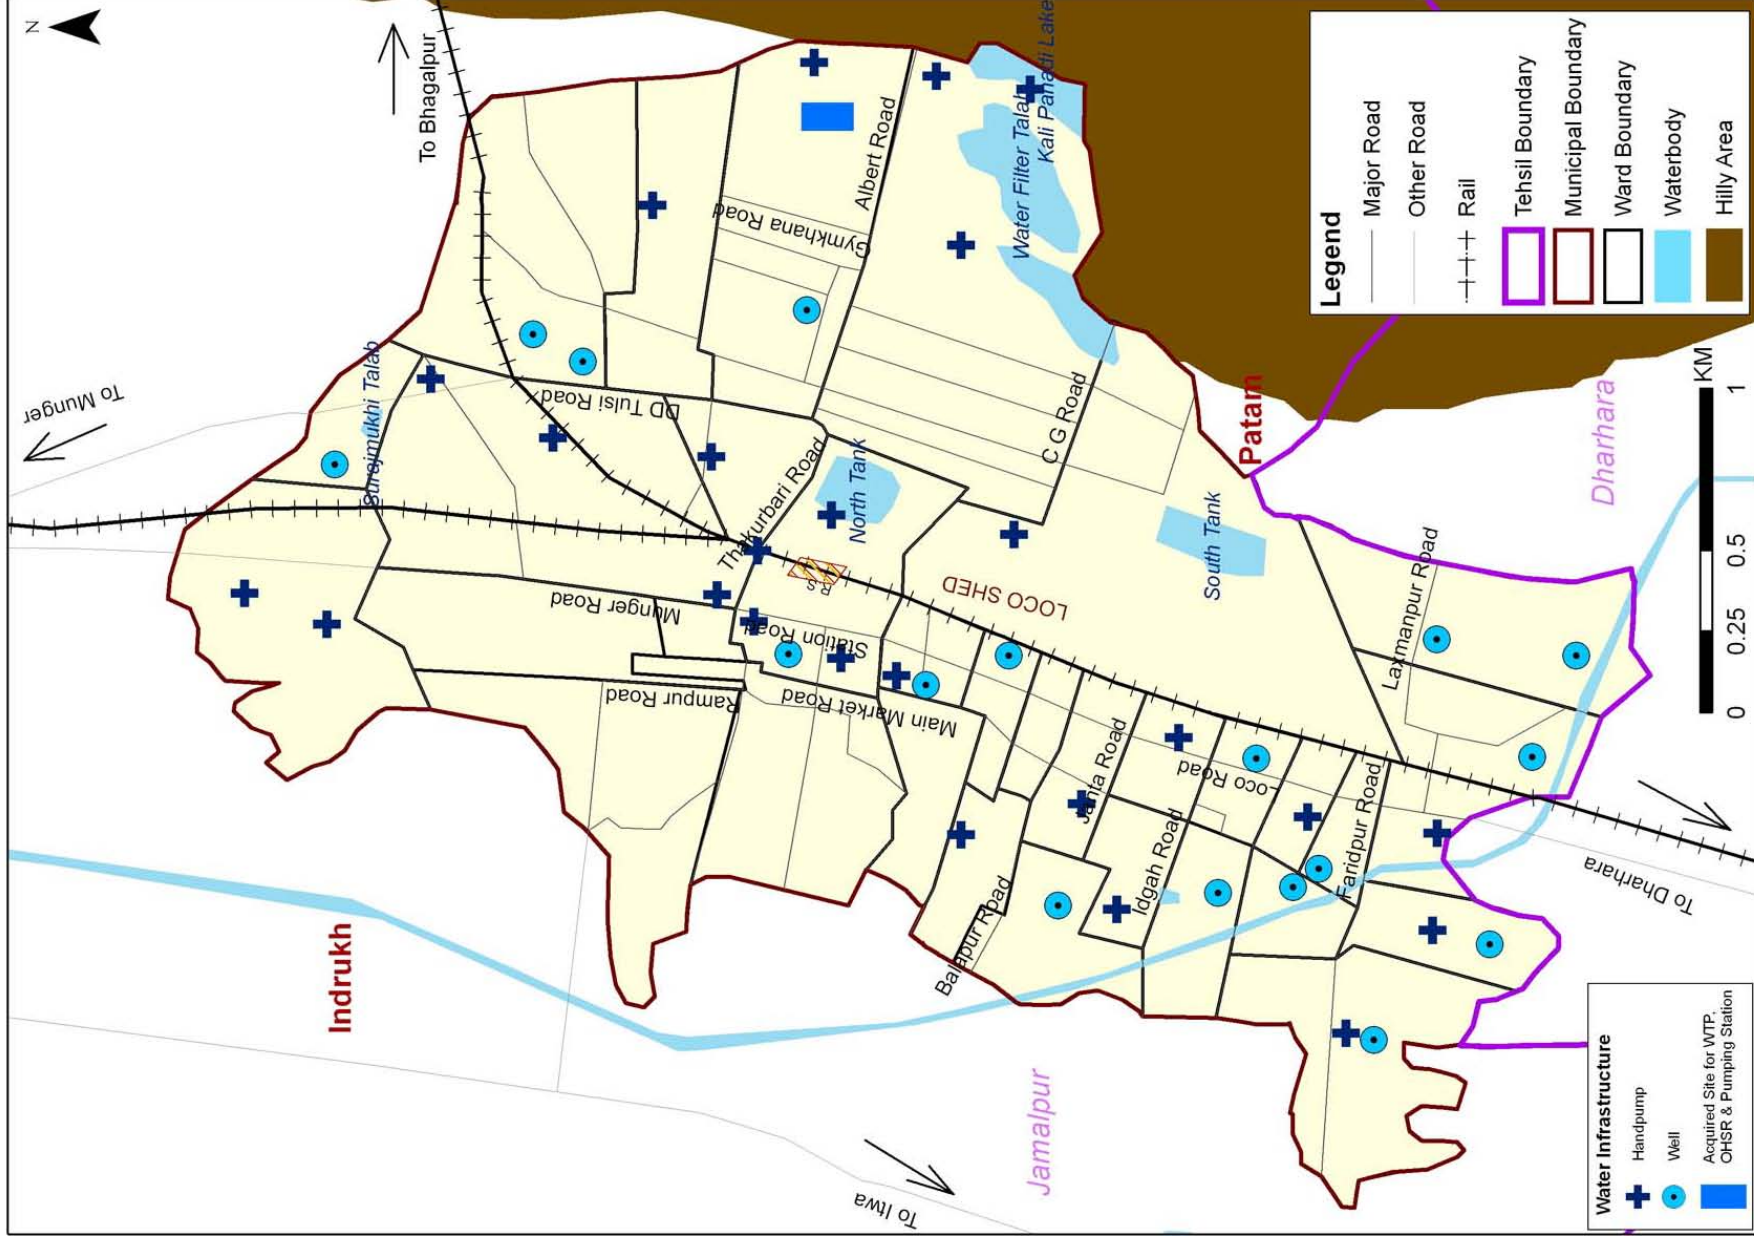 N
To Bhagalpur
To Munger
Surajmukhi Talab
DD Tulsi Road
Gymkhana Road
Albert Road
Water Filter Talab
Kali Pahadi Lake
Thakurbari Road
North Tank
C G Road
Patam
Munger Road
R S
Station Road
LOCO SHED
South Tank
Dharhara
Rampur Road
Main Market Road
Laxmanpur Road
Janta Road
Loco Road
Idgah Road
Faridpur Road
Balapur Road
Indrukh
Jamalpur
To Dharhara
To Itwa
Legend
Major Road
Other Road
Rail
Tehsil Boundary
Municipal Boundary
Ward Boundary
Waterbody
Hilly Area
0 0.25 0.5 1
KM
Water Infrastructure
Handpump
Well
Acquired Site for WTP,
OHSR & Pumping Station